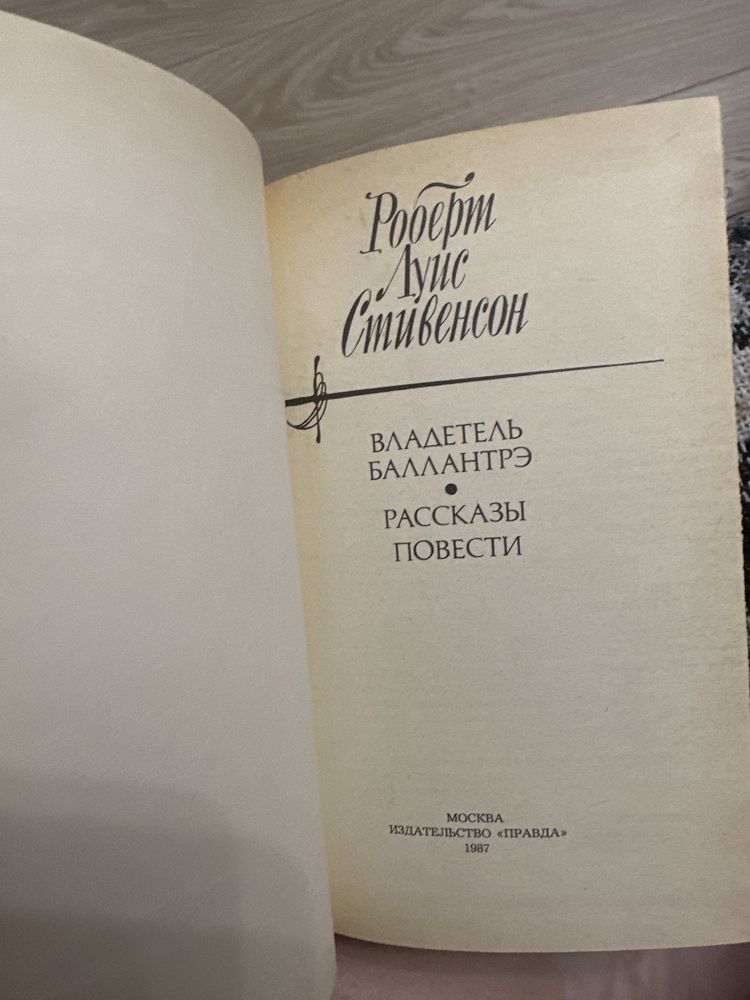 Роберт
Луис
Стивенсон
ВЛАДЕТЕЛЬ
БАЛЛАНТРЭ
•
РАССКАЗЫ
ПОВЕСТИ
МОСКВА
ИЗДАТЕЛЬСТВО «ПРАВДА»
1987